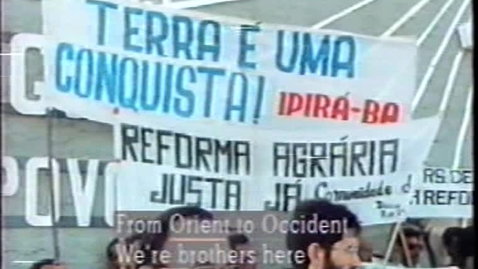 TERRA É UMA
CONQUISTA! IPIRÁ-BA
REFORMA AGRÁRIA
JUSTA JÁ Comunidade
POVO
From Orient to Occident
We're brothers here